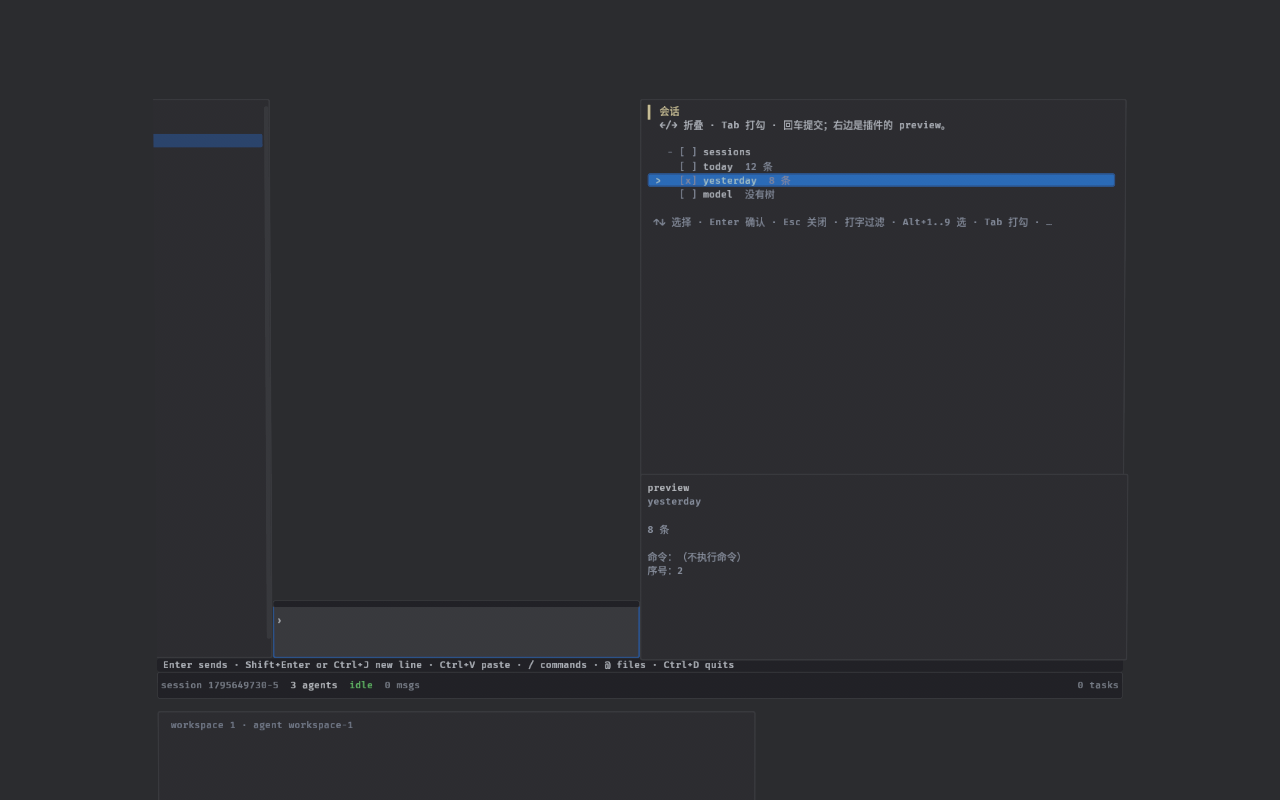 会话
←/→ 折叠 · Tab 打勾 · 回车提交；右边是插件的 preview。
- [ ] sessions
[ ] today 12 条
> [x] yesterday 8 条
[ ] model 没有树
↑↓ 选择 · Enter 确认 · Esc 关闭 · 打字过滤 · Alt+1..9 选 · Tab 打勾 · …
preview
yesterday
8 条
命令：（不执行命令）
序号：2
›
Enter sends · Shift+Enter or Ctrl+J new line · Ctrl+V paste · / commands · @ files · Ctrl+D quits
session 1795649730-5 3 agents idle 0 msgs 0 tasks
workspace 1 · agent workspace-1